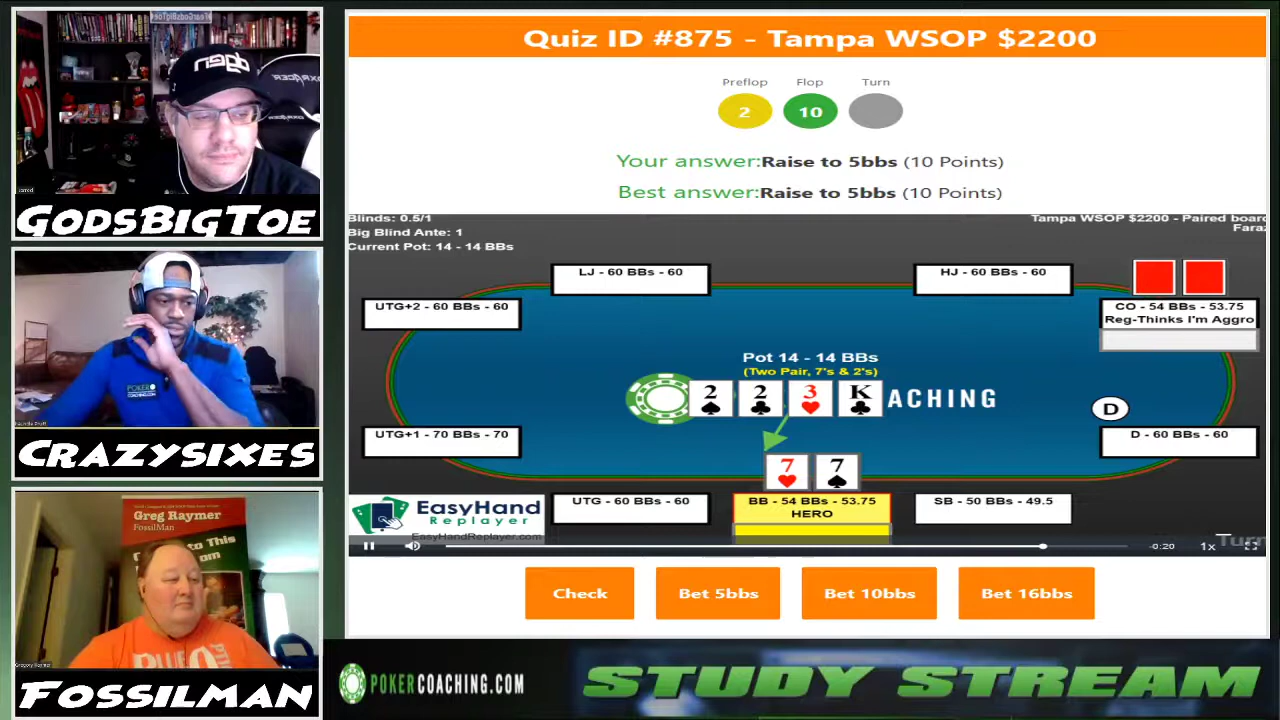 GODSBIGTOE
CRAZYSIXES
Greg Raymer
FossilMan
FOSSILMAN
Quiz ID #875 - Tampa WSOP $2200
Preflop
Flop
Turn
2
10
Your answer:Raise to 5bbs (10 Points)
Best answer:Raise to 5bbs (10 Points)
Blinds: 0.5/1
Big Blind Ante: 1
Current Pot: 14 - 14 BBs
Tampa WSOP $2200 - Paired board
Faraz
LJ - 60 BBs - 60
HJ - 60 BBs - 60
UTG+2 - 60 BBs - 60
CO - 54 BBs - 53.75
Reg-Thinks I'm Aggro
Pot 14 - 14 BBs
(Two Pair, 7's & 2's)
2 2 3 K
ACHING
D
UTG+1 - 70 BBs - 70
D - 60 BBs - 60
7 7
UTG - 60 BBs - 60
BB - 54 BBs - 53.75
HERO
SB - 50 BBs - 49.5
EasyHand
Replayer
EasyHandReplayer.com
Turn
-0:20
1x
Check
Bet 5bbs
Bet 10bbs
Bet 16bbs
POKERCOACHING.COM
STUDY STREAM